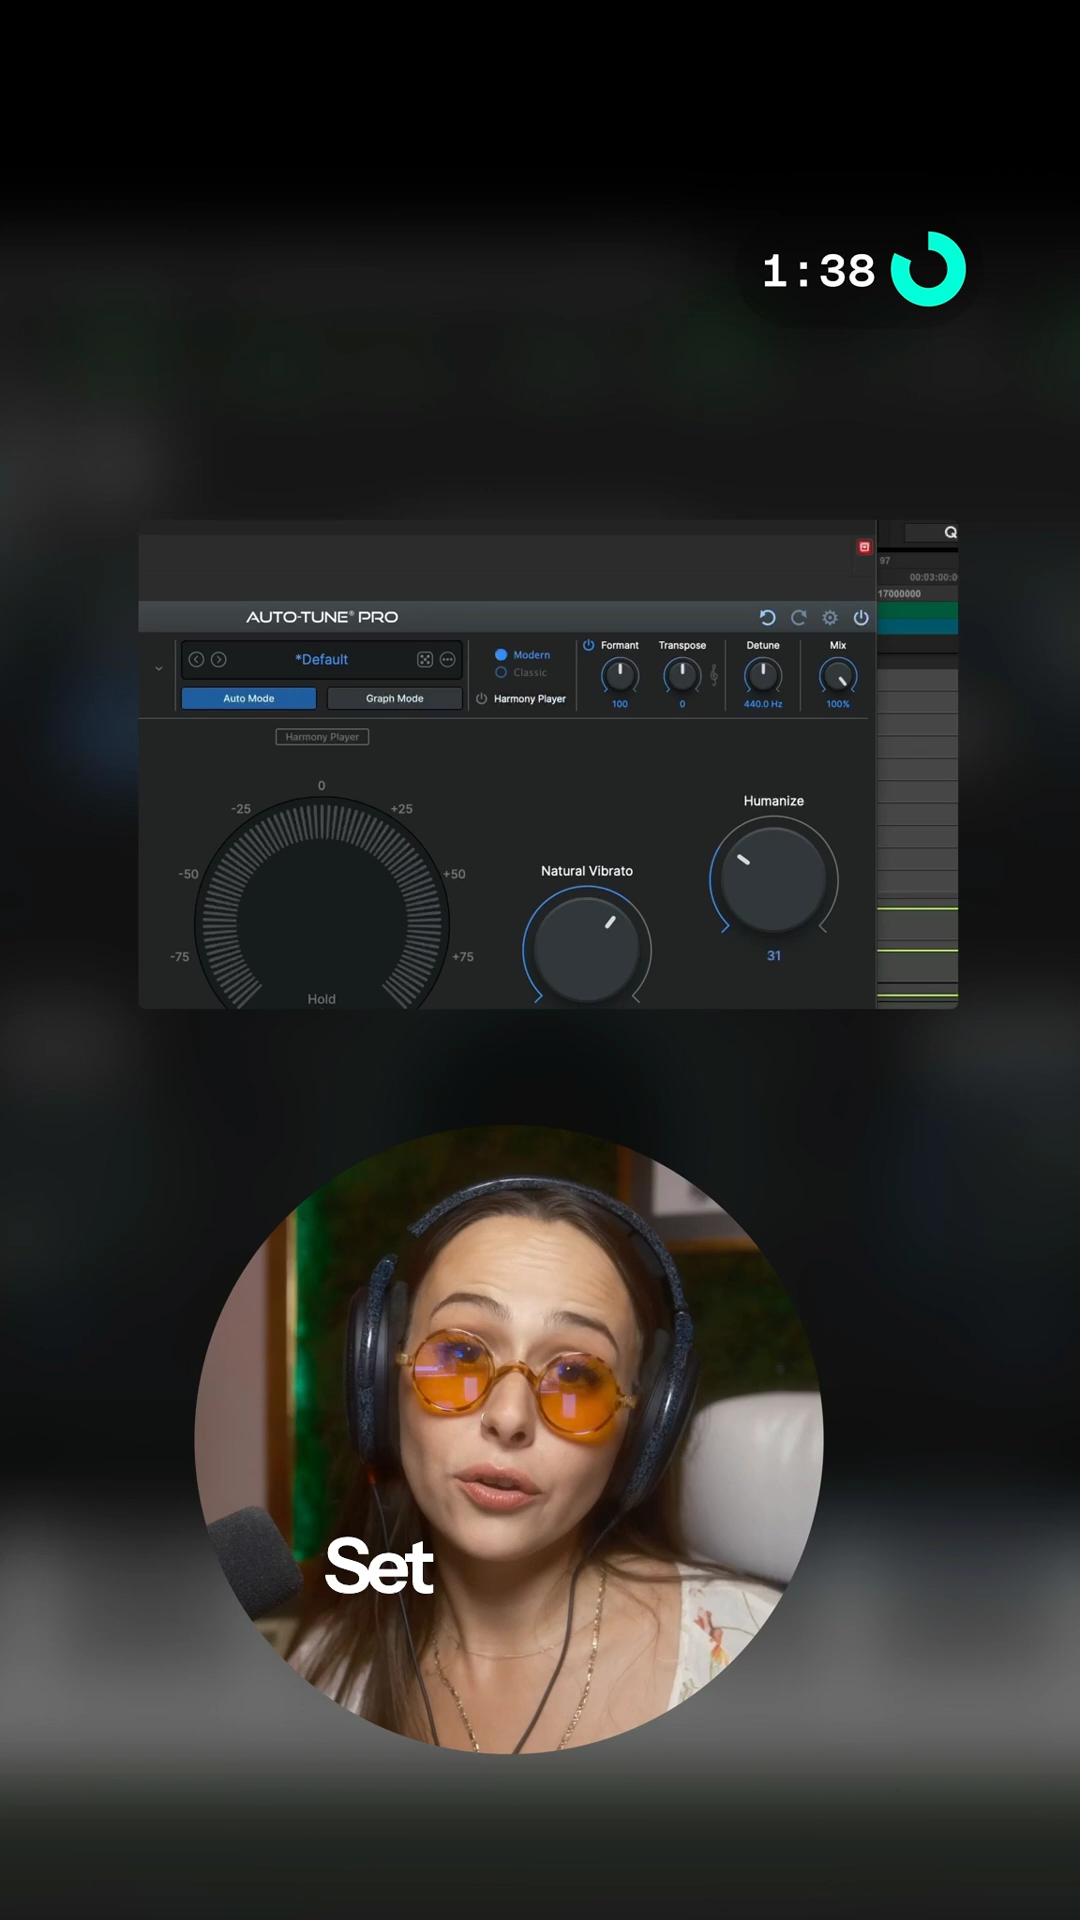 1:38
Q
97
00:03:00:0
17000000
AUTO-TUNE® PRO
*Default
Auto Mode
Graph Mode
Modern
Classic
Harmony Player
Formant
100
Transpose
0
Detune
440.0 Hz
Mix
100%
Harmony Player
0
-25
+25
-50
+50
-75
+75
Hold
Natural Vibrato
Humanize
31
Set